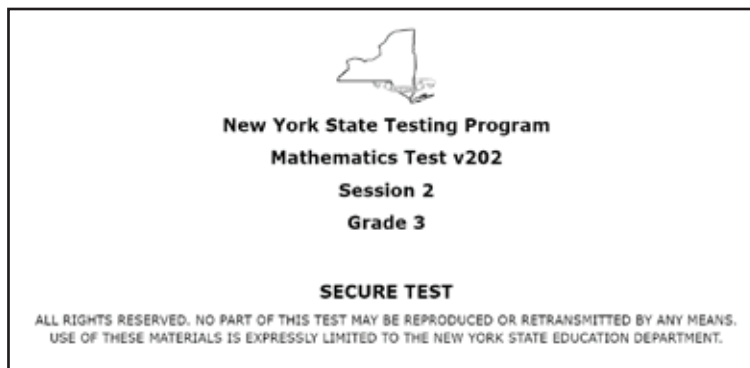 New York State Testing Program
Mathematics Test v202
Session 2
Grade 3
SECURE TEST
ALL RIGHTS RESERVED. NO PART OF THIS TEST MAY BE REPRODUCED OR RETRANSMITTED BY ANY MEANS.
USE OF THESE MATERIALS IS EXPRESSLY LIMITED TO THE NEW YORK STATE EDUCATION DEPARTMENT.